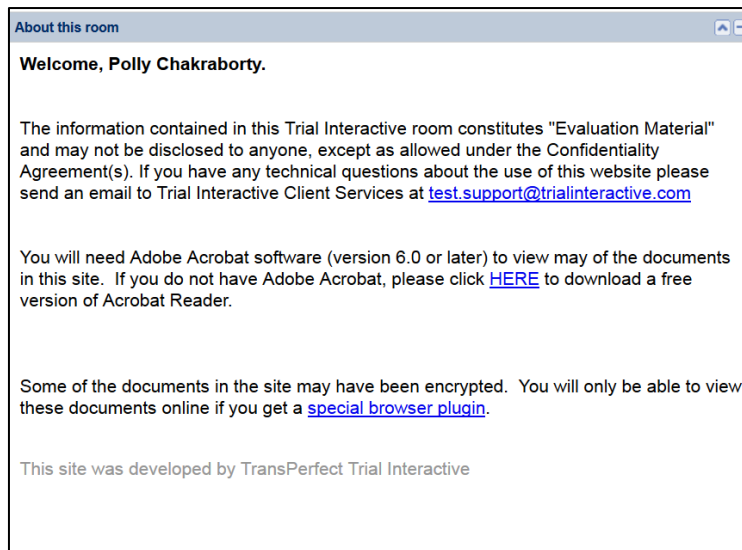 About this room
Welcome, Polly Chakraborty.
The information contained in this Trial Interactive room constitutes "Evaluation Material"
and may not be disclosed to anyone, except as allowed under the Confidentiality
Agreement(s). If you have any technical questions about the use of this website please
send an email to Trial Interactive Client Services at test.support@trialinteractive.com
You will need Adobe Acrobat software (version 6.0 or later) to view may of the documents
in this site.  If you do not have Adobe Acrobat, please click HERE to download a free
version of Acrobat Reader.
Some of the documents in the site may have been encrypted.  You will only be able to view
these documents online if you get a special browser plugin.
This site was developed by TransPerfect Trial Interactive